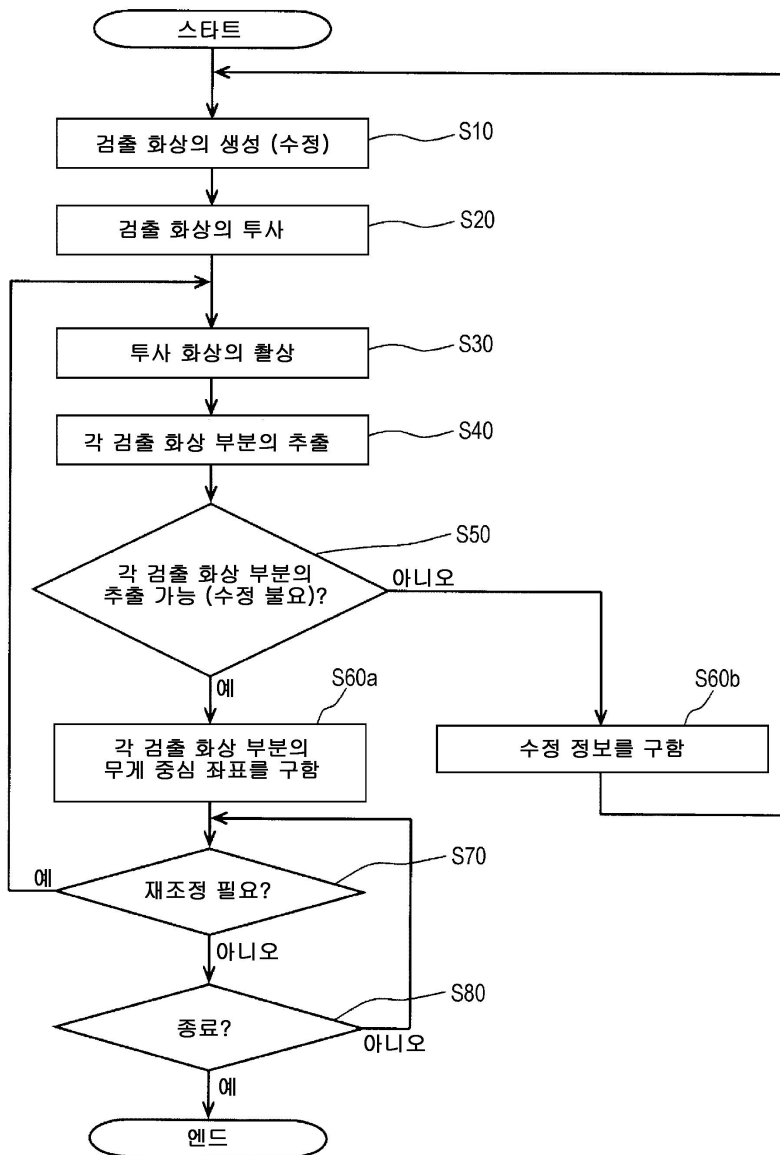 스타트
검출 화상의 생성 (수정)
S10
검출 화상의 투사
S20
투사 화상의 촬상
S30
각 검출 화상 부분의 추출
S40
S50
각 검출 화상 부분의
추출 가능 (수정 불요)?
아니오
예
S60a
각 검출 화상 부분의
무게 중심 좌표를 구함
S60b
수정 정보를 구함
S70
예
재조정 필요?
아니오
S80
종료?
아니오
예
엔드